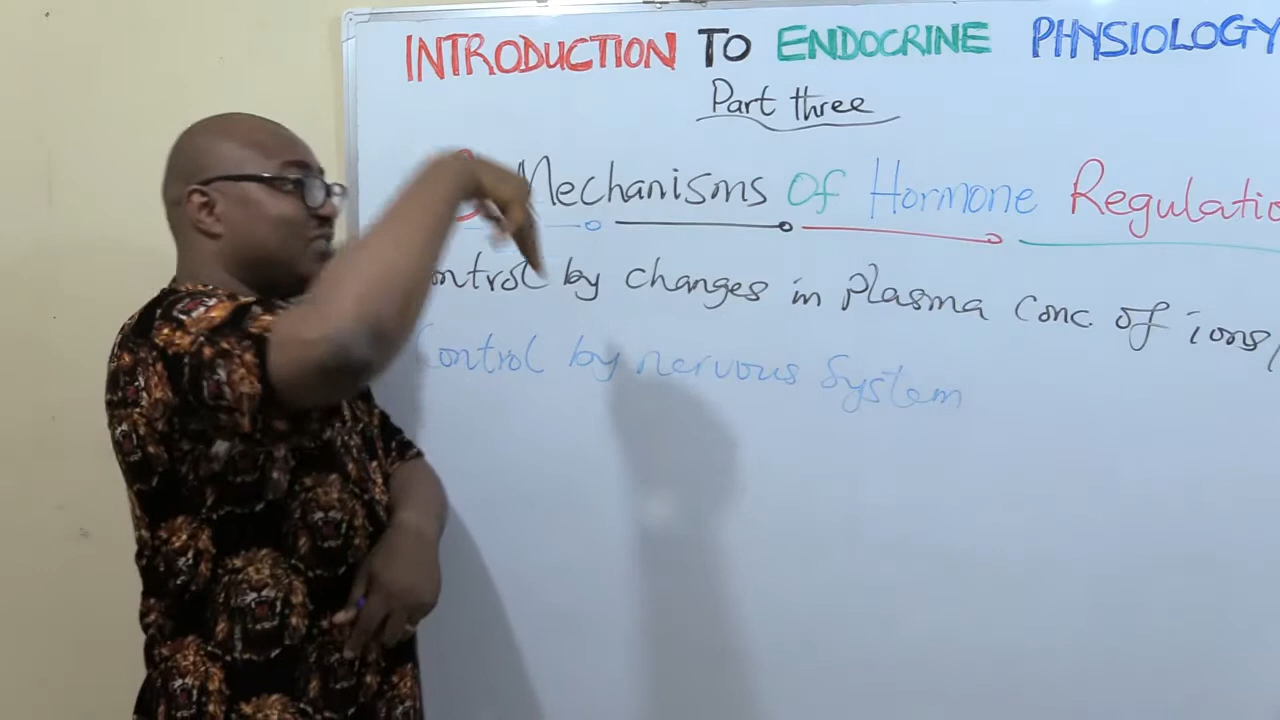 INTRODUCTION TO ENDOCRINE PHYSIOLOGY
Part three
Mechanisms Of Hormone Regulatio
ontrol by changes in plasma conc. of ions/
Control by nervous system